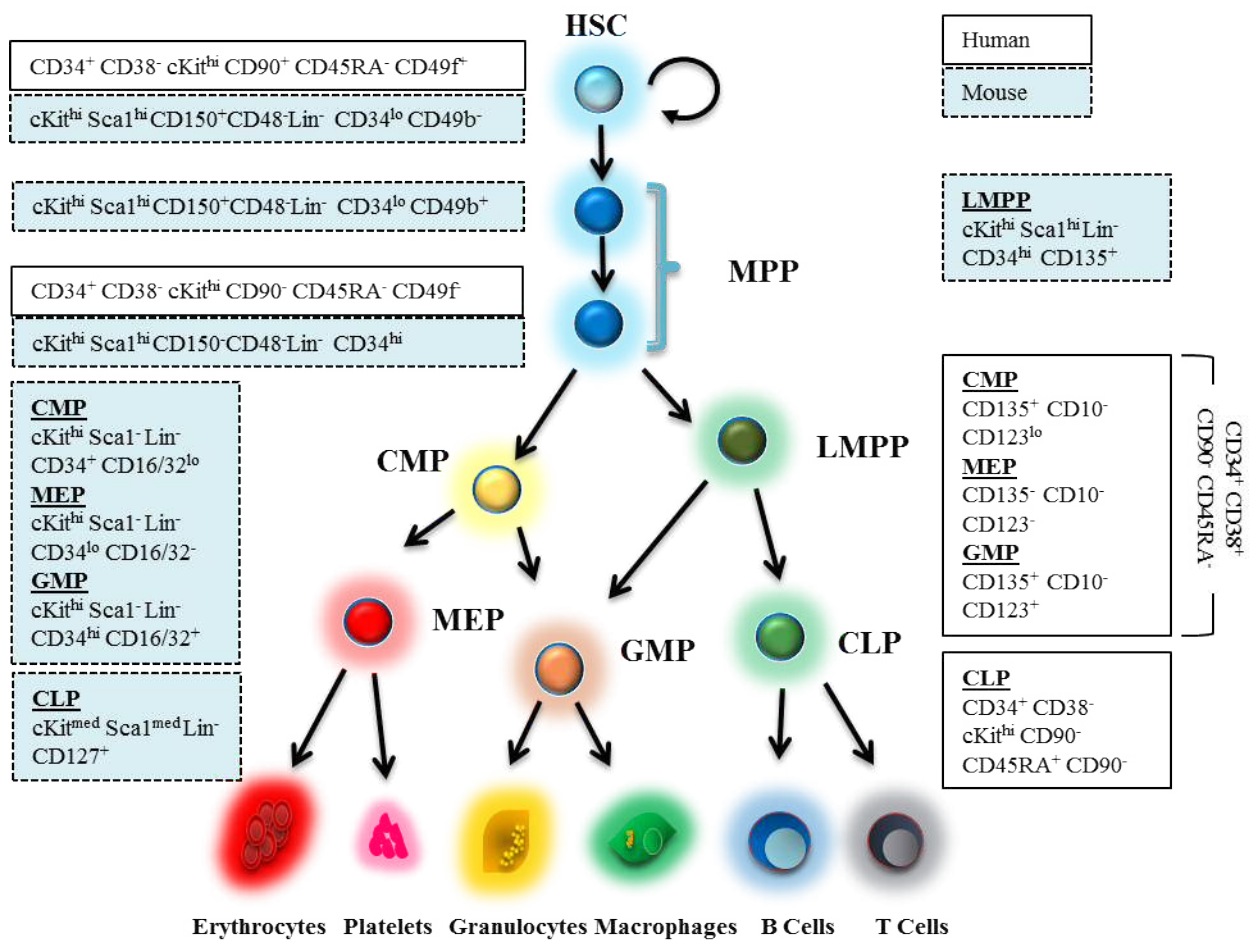 HSC
CD34⁺ CD38⁻ cKitʰⁱ CD90⁺ CD45RA⁻ CD49f⁺
cKitʰⁱ Sca1ʰⁱ CD150⁺CD48⁻Lin⁻ CD34ˡᵒ CD49b⁻
Human
Mouse
cKitʰⁱ Sca1ʰⁱ CD150⁺CD48⁻Lin⁻ CD34ˡᵒ CD49b⁺
MPP
LMPP
cKitʰⁱ Sca1ʰⁱ Lin⁻
CD34ʰⁱ CD135⁺
CD34⁺ CD38⁻ cKitʰⁱ CD90⁻ CD45RA⁻ CD49f⁻
cKitʰⁱ Sca1ʰⁱ CD150⁻CD48⁻Lin⁻ CD34ʰⁱ
CMP
cKitʰⁱ Sca1⁻ Lin⁻
CD34⁺ CD16/32ˡᵒ
MEP
cKitʰⁱ Sca1⁻ Lin⁻
CD34ˡᵒ CD16/32⁻
GMP
cKitʰⁱ Sca1⁻ Lin⁻
CD34ʰⁱ CD16/32⁺
CLP
cKitᵐᵉᵈ Sca1ᵐᵉᵈ Lin⁻
CD127⁺
CMP
LMPP
MEP
GMP
CLP
CMP
CD135⁺ CD10⁻
CD123ˡᵒ
MEP
CD135⁻ CD10⁻
CD123⁻
GMP
CD135⁺ CD10⁻
CD123⁺
CD34⁺ CD38⁺
CD90⁻ CD45RA⁻
CLP
CD34⁺ CD38⁻
cKitʰⁱ CD90⁻
CD45RA⁺ CD90⁻
Erythrocytes
Platelets
Granulocytes
Macrophages
B Cells
T Cells